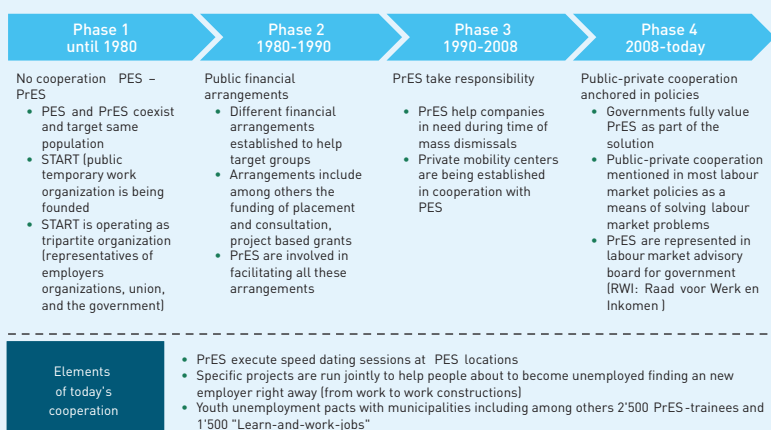 Phase 1
until 1980
Phase 2
1980-1990
Phase 3
1990-2008
Phase 4
2008-today
No cooperation PES –
PrES
• PES and PrES coexist
and target same
population
• START (public
temporary work
organization is being
founded
• START is operating as
tripartite organization
(representatives of
employers
organizations, union,
and the government)
Public financial
arrangements
• Different financial
arrangements
established to help
target groups
• Arrangements include
among others the
funding of placement
and consultation,
project based grants
• PrES are involved in
facilitating all these
arrangements
PrES take responsibility
• PrES help companies
in need during time of
mass dismissals
• Private mobility centers
are being established
in cooperation with
PES
Public-private cooperation
anchored in policies
• Governments fully value
PrES as part of the
solution
• Public-private cooperation
mentioned in most labour
market policies as a
means of solving labour
market problems
• PrES are represented in
labour market advisory
board for government
(RWI: Raad voor Werk en
Inkomen )
Elements
of today's
cooperation
• PrES execute speed dating sessions at PES locations
• Specific projects are run jointly to help people about to become unemployed finding an new
employer right away (from work to work constructions)
• Youth unemployment pacts with municipalities including among others 2'500 PrES-trainees and
1'500 "Learn-and-work-jobs"